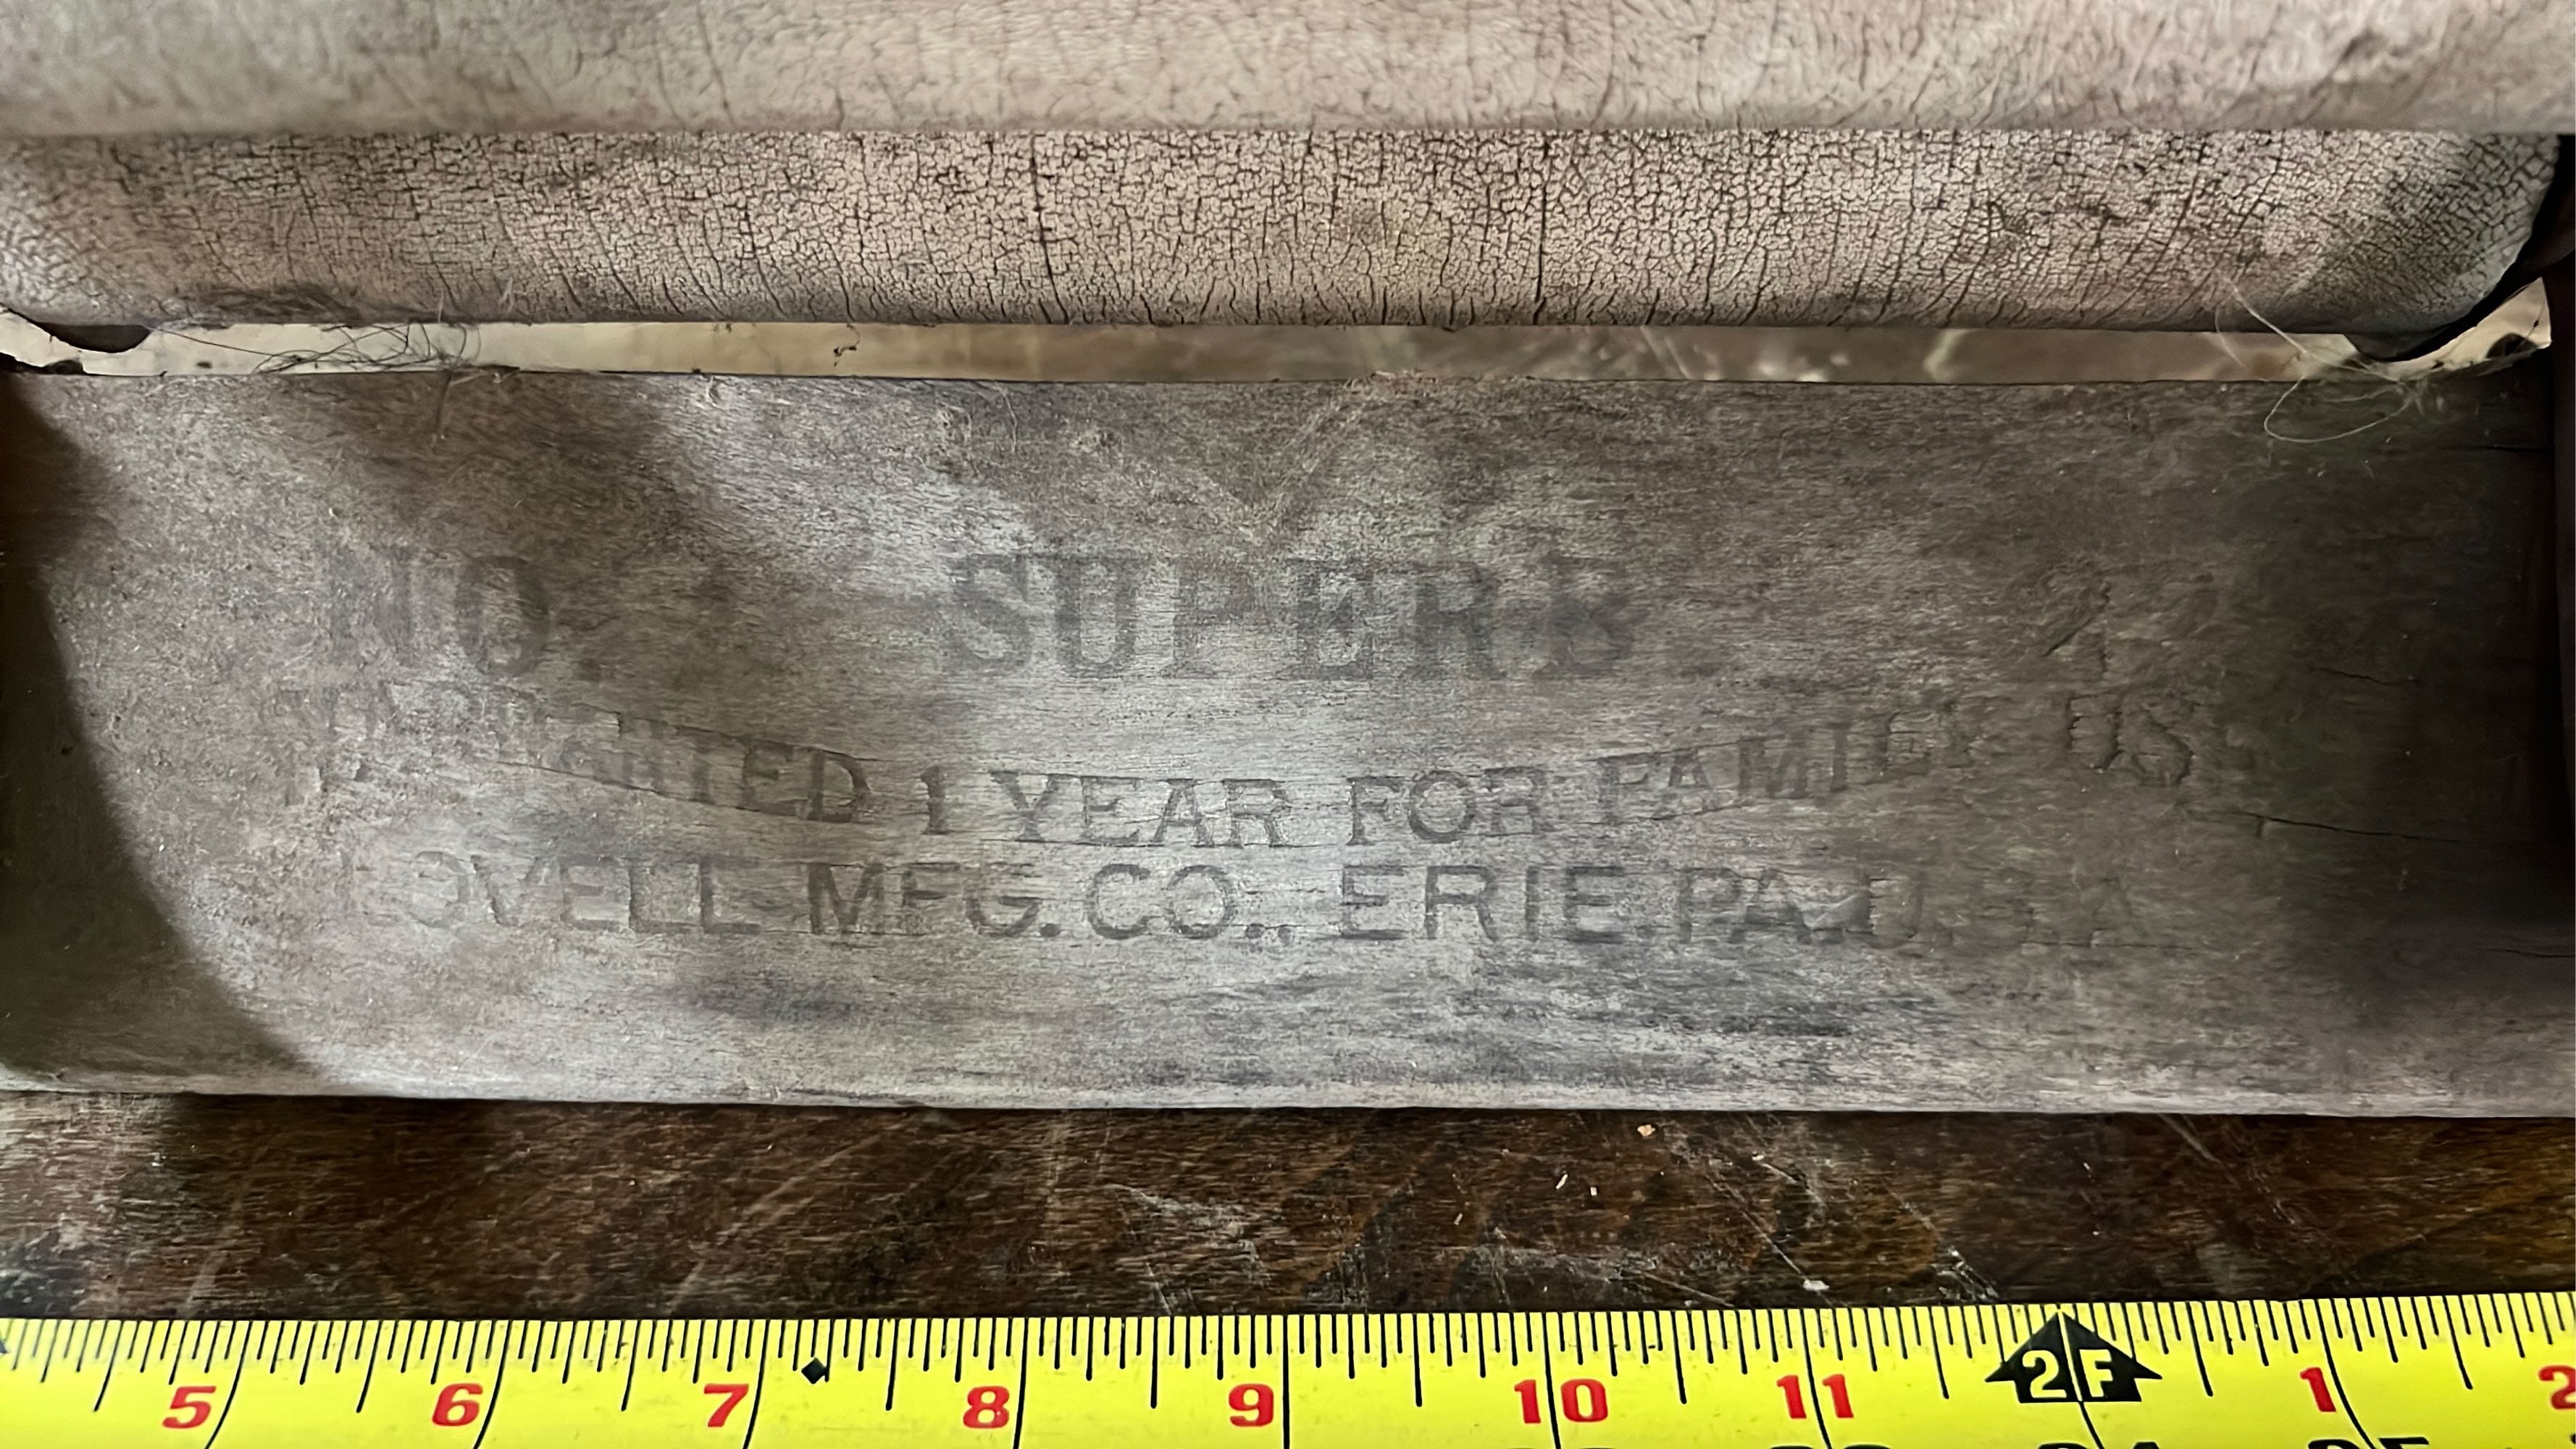 NO. SUPERB
WARRANTED 1 YEAR FOR FAMILY USE
LOVELL MFG.CO., ERIE.PA.U.S.A
5 6 7 8 9 10 11 2F 1 2